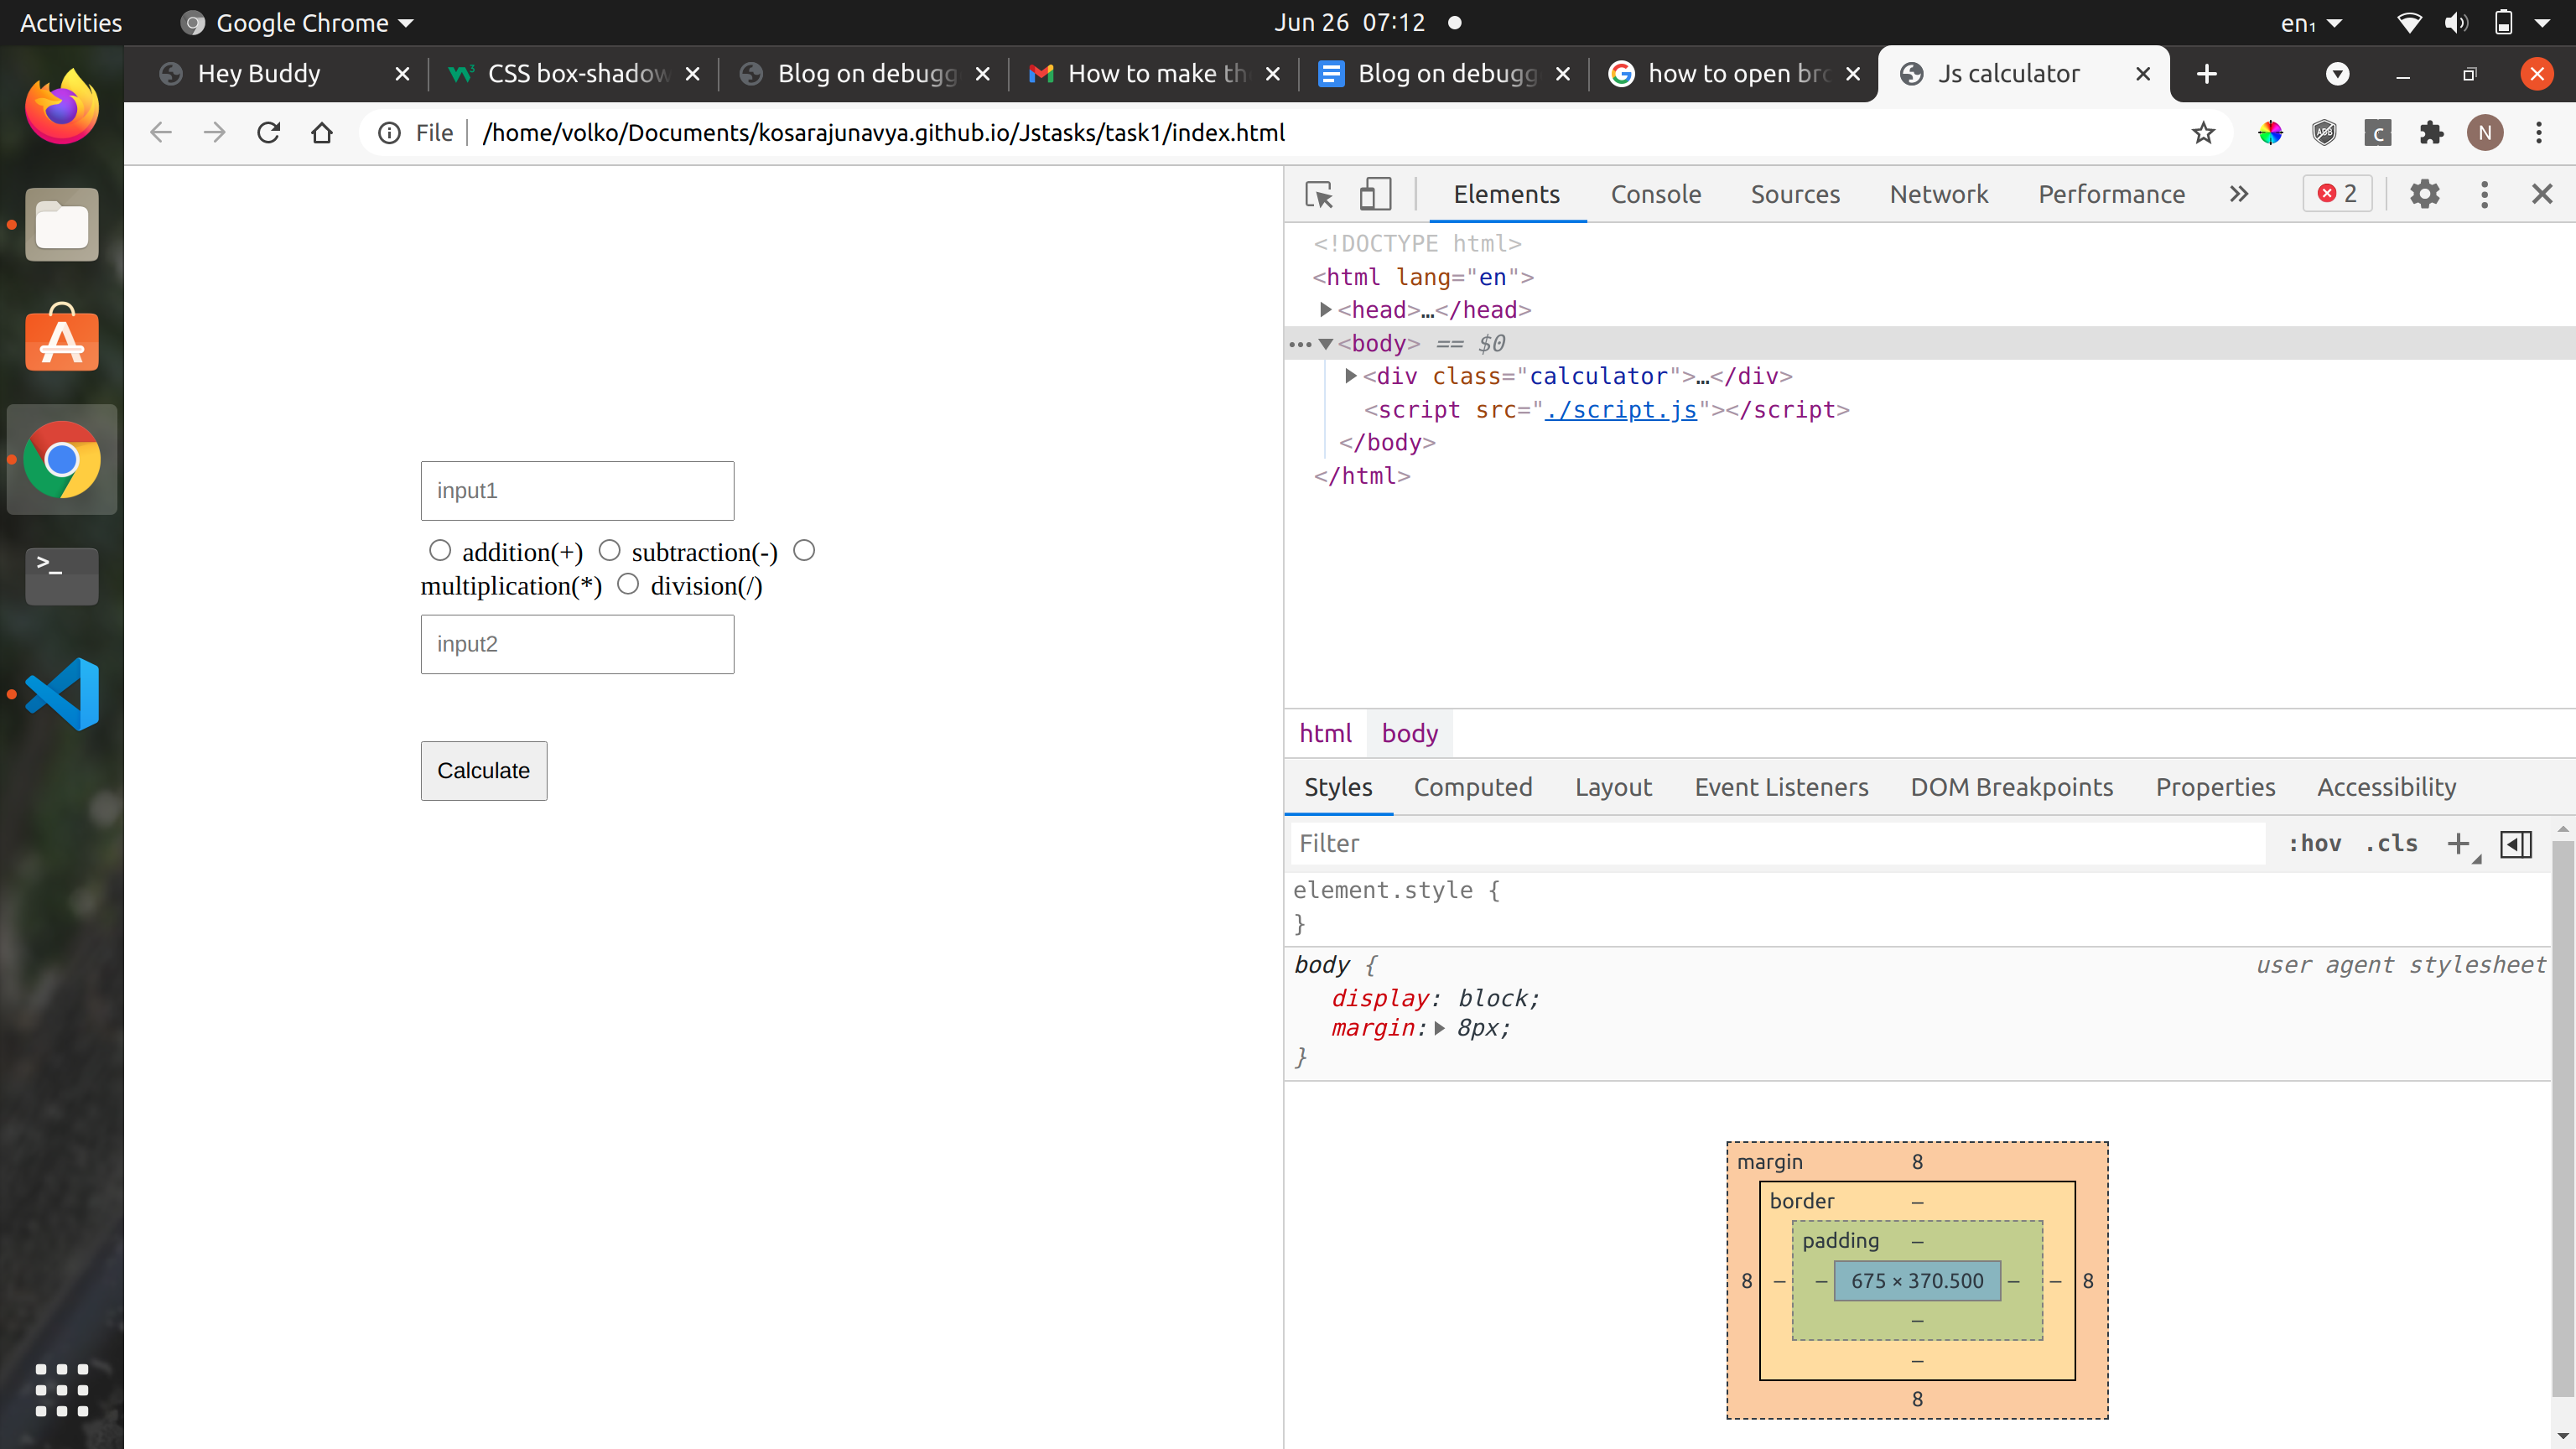 Activities
Google Chrome
Jun 26 07:12
en₁
Hey Buddy
CSS box-shadow
Blog on debugg
How to make th
Blog on debugg
how to open bro
Js calculator
File
/home/volko/Documents/kosarajunavya.github.io/Jstasks/task1/index.html
ABP
C
N
input1
addition(+) subtraction(-)
multiplication(*) division(/)
input2
Calculate
Elements
Console
Sources
Network
Performance
2
<!DOCTYPE html>
<html lang="en">
<head>…</head>
<body> == $0
<div class="calculator">…</div>
<script src="./script.js"></script>
</body>
</html>
html body
Styles
Computed
Layout
Event Listeners
DOM Breakpoints
Properties
Accessibility
Filter
:hov .cls
element.style {
}
body { user agent stylesheet
display: block;
margin: 8px;
}
margin 8
border –
padding –
8 – – 675 × 370.500 – – 8
–
–
8